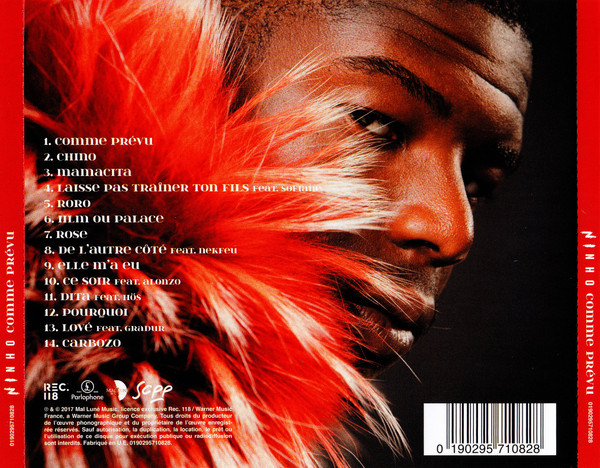 1. COMME PRÉVU
2. CHINO
3. MAMACITA
4. LAISSE PAS TRAÎNER TON FILS FEAT. SOFIANE
5. RORO
6. HLM OU PALACE
7. ROSE
8. DE L'AUTRE CÔTÉ FEAT. NEKFEU
9. ELLE M'A EU
10. CE SOIR FEAT. ALONZO
11. DITA FEAT. HÖS
12. POURQUOI
13. LOVÉ FEAT. GRADUR
14. CARBOZO
REC.
118
Parlophone
Sapp
℗ & © 2017 Mal Luné Music, licence exclusive Rec. 118 / Warner Music
France, a Warner Music Group Company. Tous droits du producteur
de l'œuvre phonographique et du propriétaire de l'œuvre enregist-
rée réservés. Sauf autorisation, la duplication, la location, le prêt ou
l'utilisation de ce disque pour exécution publique ou radiodiffusion
sont interdits. Fabriqué en U.E. 0190295710828.
0 190295 710828
NINHO COMME PRÉVU
0190295710828
NINHO COMME PRÉVU
0190295710828